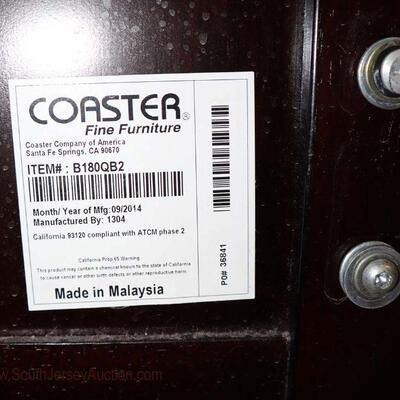 COASTER®
Fine Furniture
Coaster Company of America
Santa Fe Springs, CA 90670
ITEM# : B180QB2
Month/ Year of Mfg:09/2014
Manufactured By: 1304
California 93120 compliant with ATCM phase 2
California Prop 65 Warning
This product may contain a chemical known to the state of California
to cause cancer or other birth defects or other reproductive harm.
Made in Malaysia
PO# 36841
www.SouthJerseyAuction.com